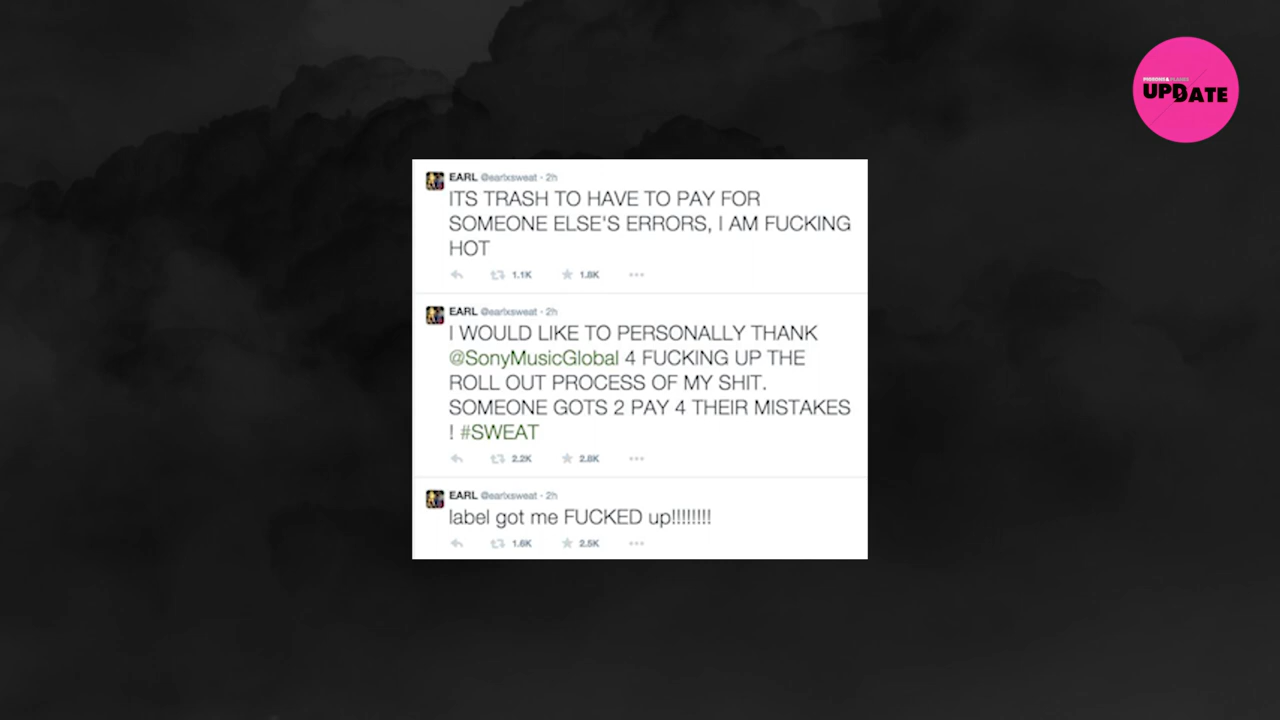 PIGEONS & PLANES
UPDATE
EARL @earlxsweat · 2h
ITS TRASH TO HAVE TO PAY FOR
SOMEONE ELSE'S ERRORS, I AM FUCKING
HOT
1.1K 1.8K
EARL @earlxsweat · 2h
I WOULD LIKE TO PERSONALLY THANK
@SonyMusicGlobal 4 FUCKING UP THE
ROLL OUT PROCESS OF MY SHIT.
SOMEONE GOTS 2 PAY 4 THEIR MISTAKES
! #SWEAT
2.2K 2.8K
EARL @earlxsweat · 2h
label got me FUCKED up!!!!!!!!
1.6K 2.5K